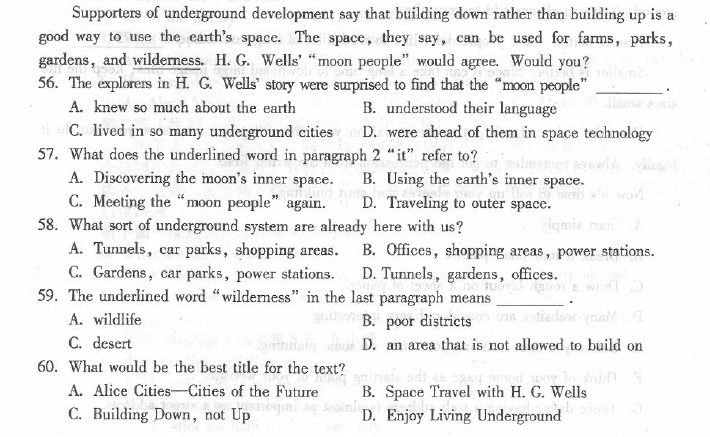 Supporters of underground development say that building down rather than building up is a
good way to use the earth's space. The space, they say, can be used for farms, parks,
gardens, and wilderness. H. G. Wells' "moon people" would agree. Would you?
56. The explorers in H. G. Wells' story were surprised to find that the "moon people" ________ .
A. knew so much about the earth B. understood their language
C. lived in so many underground cities D. were ahead of them in space technology
57. What does the underlined word in paragraph 2 "it" refer to?
A. Discovering the moon's inner space. B. Using the earth's inner space.
C. Meeting the "moon people" again. D. Traveling to outer space.
58. What sort of underground system are already here with us?
A. Tunnels, car parks, shopping areas. B. Offices, shopping areas, power stations.
C. Gardens, car parks, power stations. D. Tunnels, gardens, offices.
59. The underlined word "wilderness" in the last paragraph means ________ .
A. wildlife B. poor districts
C. desert D. an area that is not allowed to build on
60. What would be the best title for the text?
A. Alice Cities—Cities of the Future B. Space Travel with H. G. Wells
C. Building Down, not Up D. Enjoy Living Underground